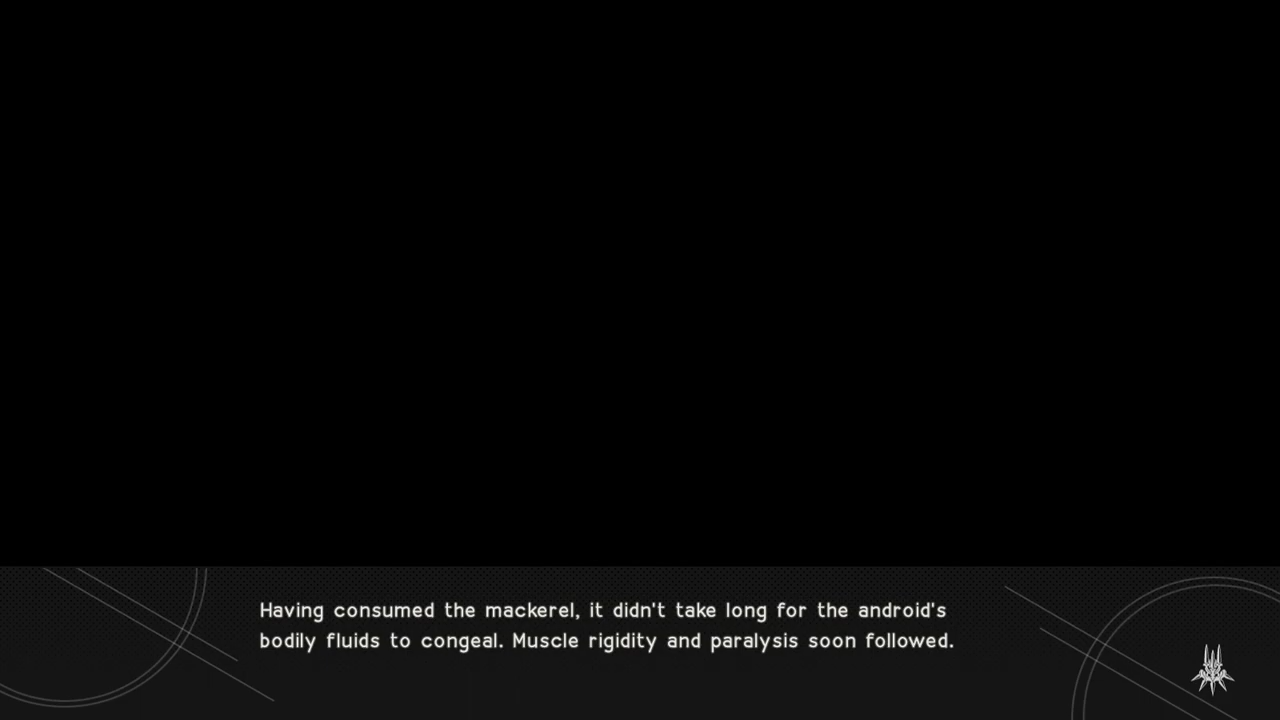 Having consumed the mackerel, it didn't take long for the android's
bodily fluids to congeal. Muscle rigidity and paralysis soon followed.